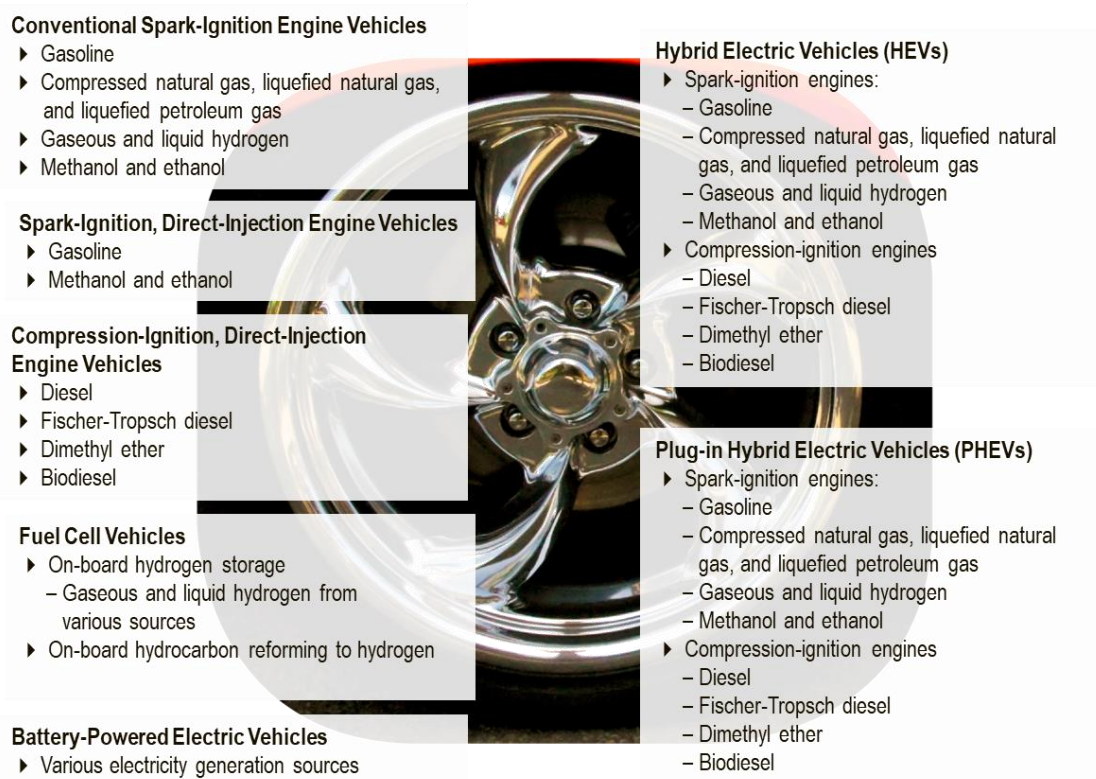 Conventional Spark-Ignition Engine Vehicles
Gasoline
Compressed natural gas, liquefied natural gas,
and liquefied petroleum gas
Gaseous and liquid hydrogen
Methanol and ethanol
Spark-Ignition, Direct-Injection Engine Vehicles
Gasoline
Methanol and ethanol
Compression-Ignition, Direct-Injection
Engine Vehicles
Diesel
Fischer-Tropsch diesel
Dimethyl ether
Biodiesel
Fuel Cell Vehicles
On-board hydrogen storage
– Gaseous and liquid hydrogen from
various sources
On-board hydrocarbon reforming to hydrogen
Battery-Powered Electric Vehicles
Various electricity generation sources
Hybrid Electric Vehicles (HEVs)
Spark-ignition engines:
– Gasoline
– Compressed natural gas, liquefied natural
gas, and liquefied petroleum gas
– Gaseous and liquid hydrogen
– Methanol and ethanol
Compression-ignition engines
– Diesel
– Fischer-Tropsch diesel
– Dimethyl ether
– Biodiesel
Plug-in Hybrid Electric Vehicles (PHEVs)
Spark-ignition engines:
– Gasoline
– Compressed natural gas, liquefied natural
gas, and liquefied petroleum gas
– Gaseous and liquid hydrogen
– Methanol and ethanol
Compression-ignition engines
– Diesel
– Fischer-Tropsch diesel
– Dimethyl ether
– Biodiesel